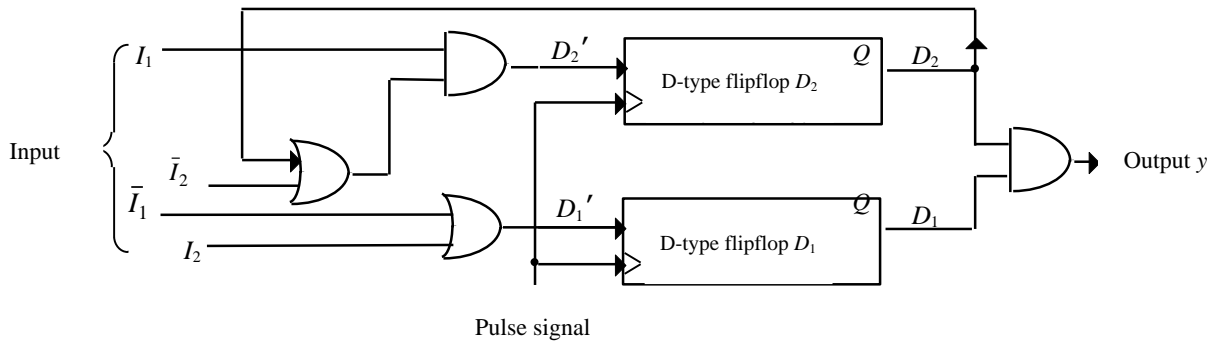 I₁
D₂′
Q
D-type flipflop D₂
D₂
Input
Ī₂
Output y
Ī₁
D₁′
Q
D-type flipflop D₁
D₁
I₂
Pulse signal